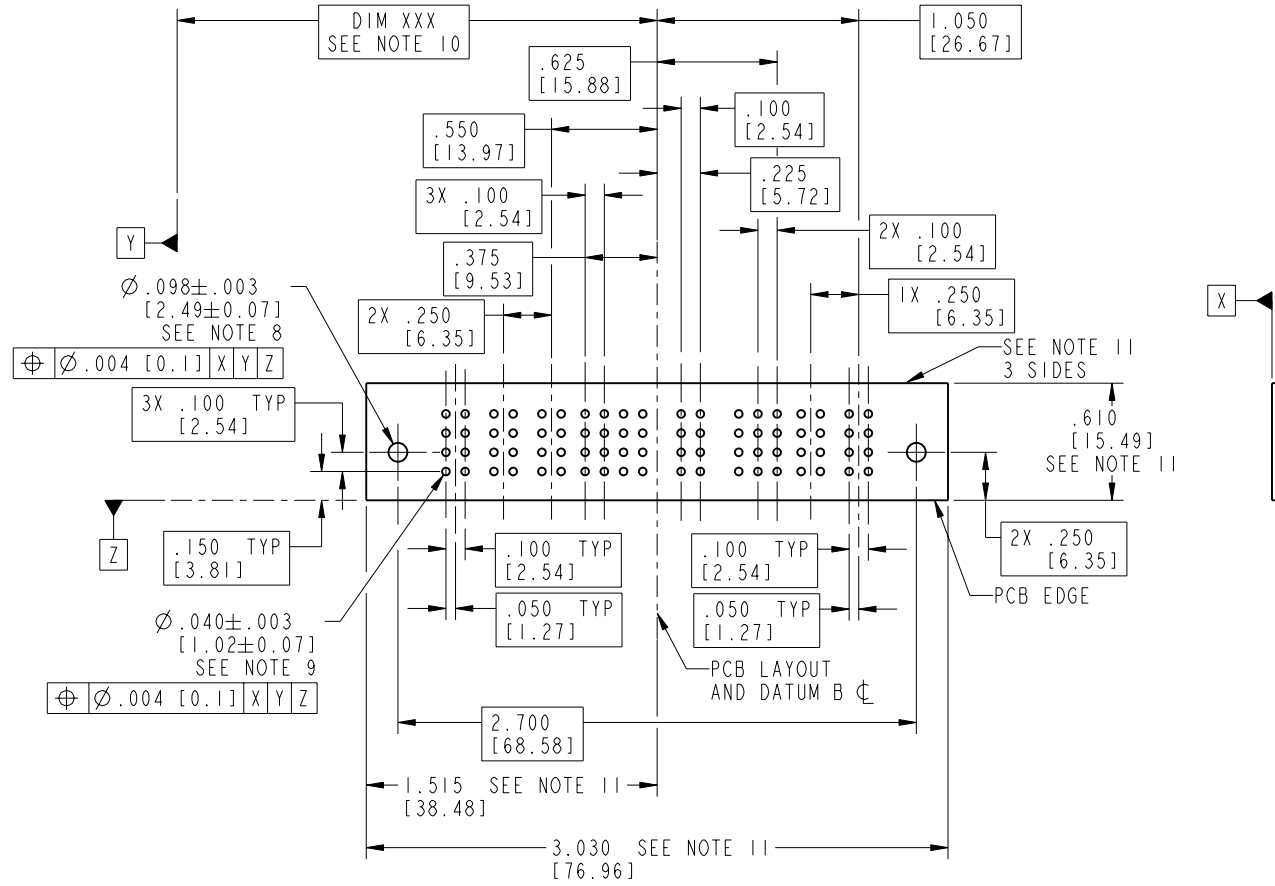 DIM XXX
SEE NOTE 10
1.050
[26.67]
.625
[15.88]
.100
[2.54]
.550
[13.97]
.225
[5.72]
3X .100
[2.54]
2X .100
[2.54]
Y
.375
[9.53]
X
Ø.098±.003
[2.49±0.07]
SEE NOTE 8
2X .250
[6.35]
1X .250
[6.35]
⌖ Ø.004 [0.1] X Y Z
SEE NOTE 11
3 SIDES
3X .100 TYP
[2.54]
.610
[15.49]
SEE NOTE 11
Z
.150 TYP
[3.81]
.100 TYP
[2.54]
.100 TYP
[2.54]
2X .250
[6.35]
PCB EDGE
.050 TYP
[1.27]
.050 TYP
[1.27]
Ø.040±.003
[1.02±0.07]
SEE NOTE 9
⌖ Ø.004 [0.1] X Y Z
PCB LAYOUT
AND DATUM B ℄
2.700
[68.58]
1.515 SEE NOTE 11
[38.48]
3.030 SEE NOTE 11
[76.96]